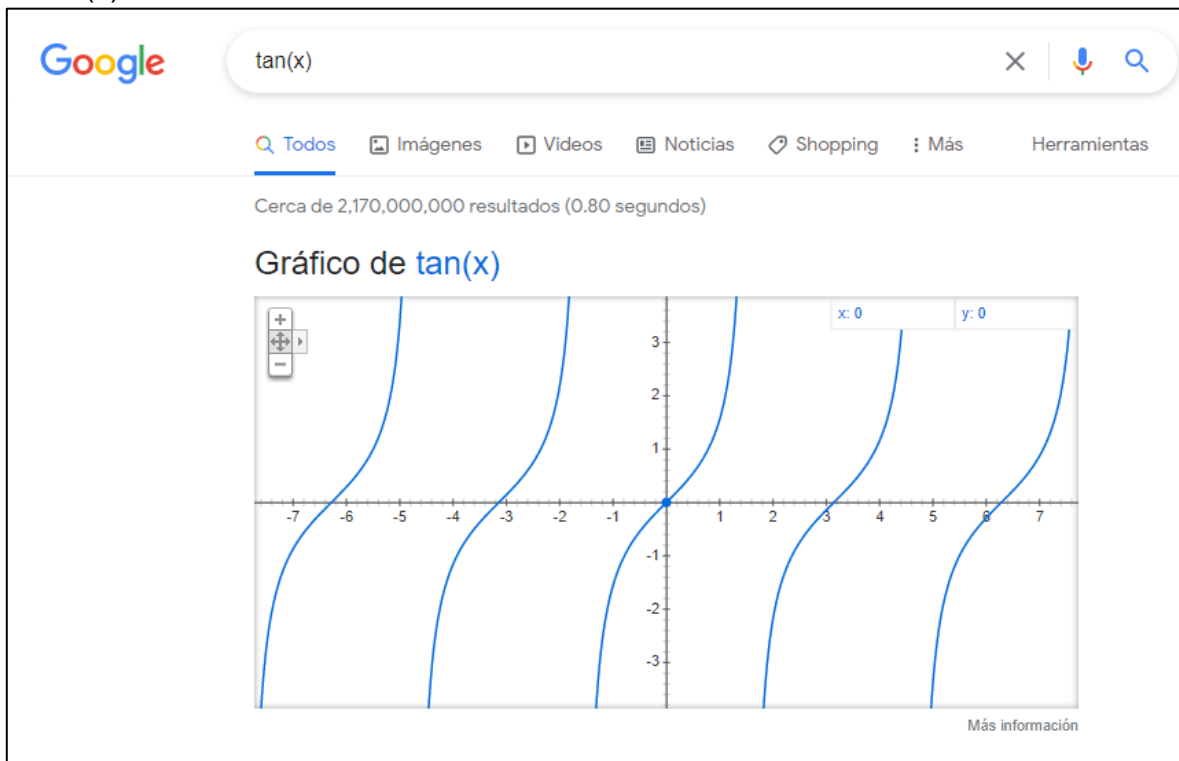 Google
tan(x)
Todos Imágenes Videos Noticias Shopping Más Herramientas
Cerca de 2,170,000,000 resultados (0.80 segundos)
Gráfico de tan(x)
+
−
x: 0 y: 0
3
2
1
-7 -6 -5 -4 -3 -2 -1 1 2 3 4 5 6 7
-1
-2
-3
Más información